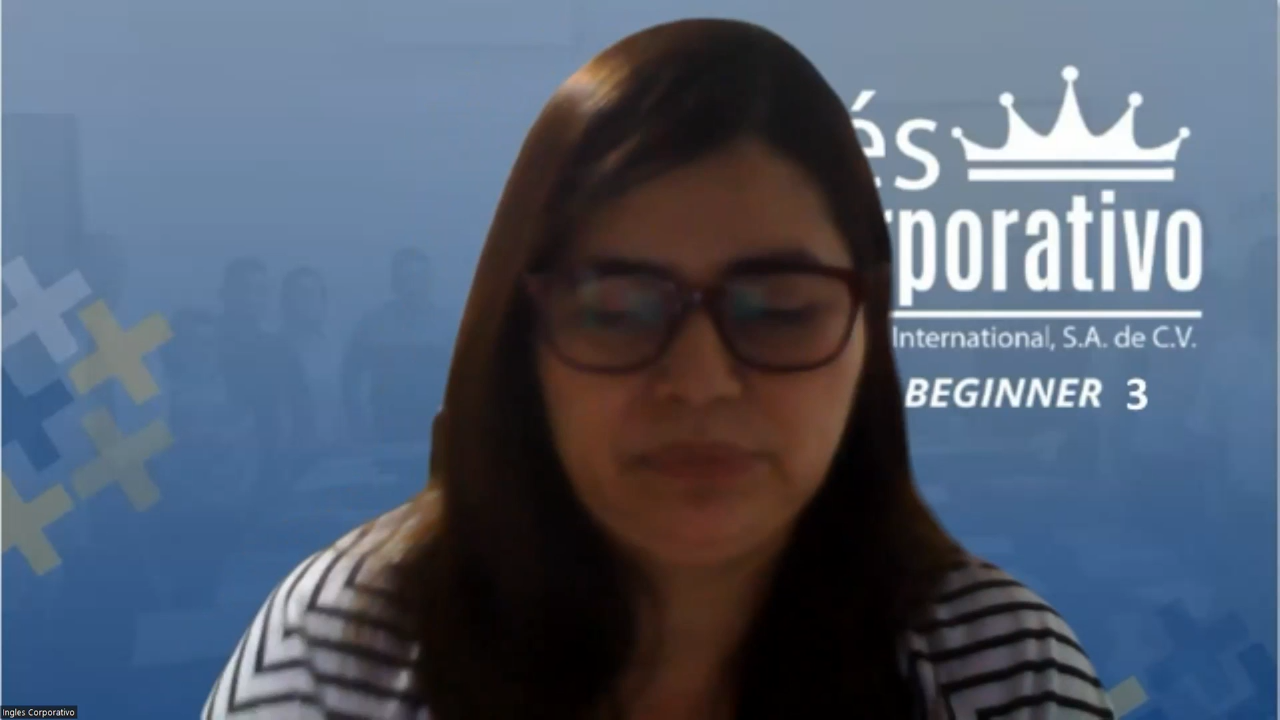 és
rporativo
International, S.A. de C.V.
BEGINNER 3
Ingles Corporativo